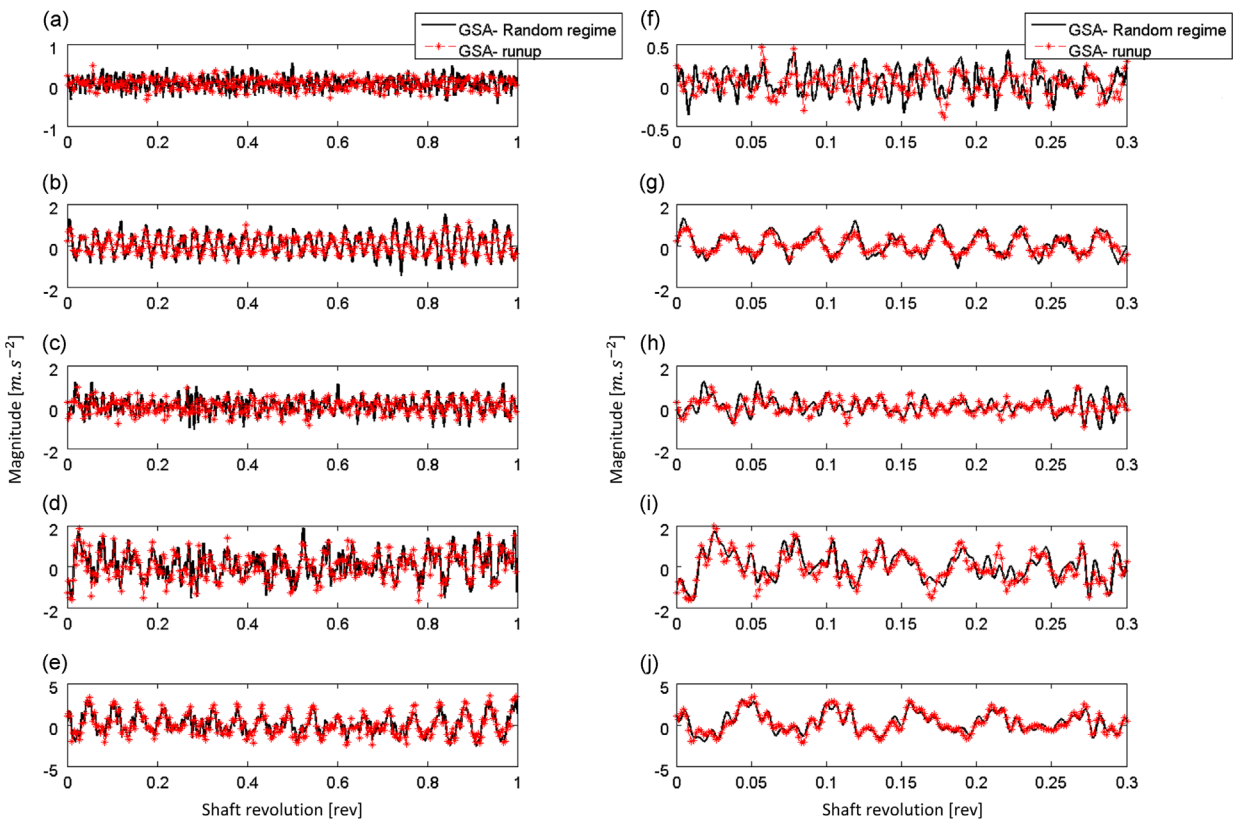 (a)
GSA- Random regime
GSA- runup
1
0
-1
0 0.2 0.4 0.6 0.8 1
(b)
2
0
-2
0 0.2 0.4 0.6 0.8 1
(c)
2
0
-2
0 0.2 0.4 0.6 0.8 1
(d)
2
0
-2
0 0.2 0.4 0.6 0.8 1
(e)
5
0
-5
0 0.2 0.4 0.6 0.8 1
Magnitude [m. s⁻²]
Shaft revolution [rev]
(f)
GSA- Random regime
GSA- runup
0.5
0
-0.5
0 0.05 0.1 0.15 0.2 0.25 0.3
(g)
2
0
-2
0 0.05 0.1 0.15 0.2 0.25 0.3
(h)
2
0
-2
0 0.05 0.1 0.15 0.2 0.25 0.3
(i)
2
0
-2
0 0.05 0.1 0.15 0.2 0.25 0.3
(j)
5
0
-5
0 0.05 0.1 0.15 0.2 0.25 0.3
Magnitude [m. s⁻²]
Shaft revolution [rev]